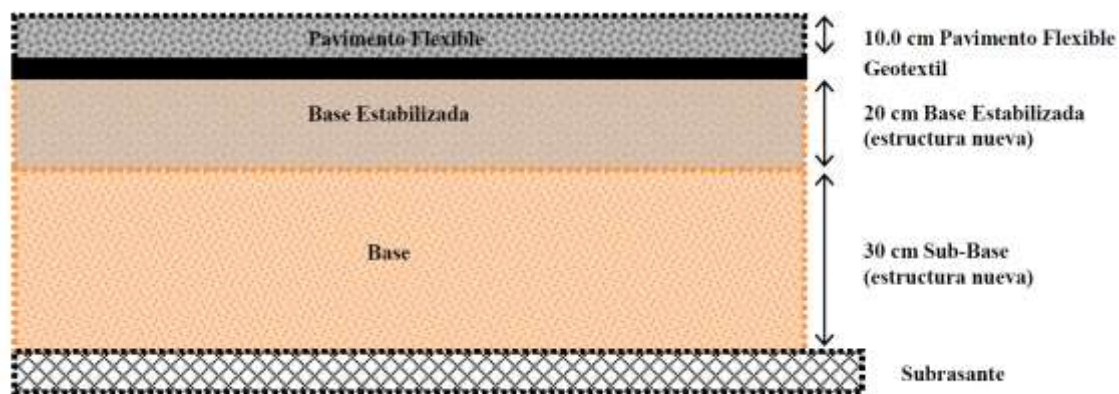 Pavimento Flexible
10.0 cm Pavimento Flexible
Geotextil
Base Estabilizada
20 cm Base Estabilizada
(estructura nueva)
Base
30 cm Sub-Base
(estructura nueva)
Subrasante